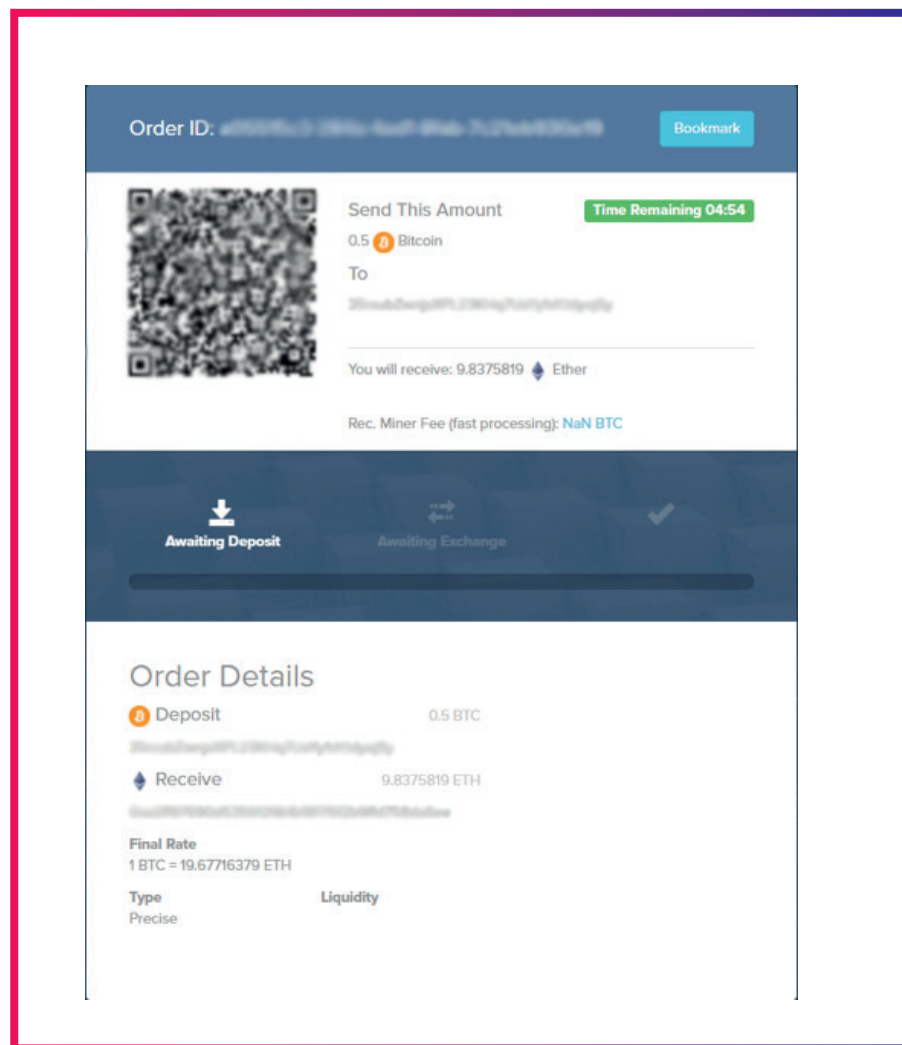 Order ID:
Bookmark
Send This Amount
Time Remaining 04:54
0.5 Bitcoin
To
You will receive: 9.8375819 Ether
Rec. Miner Fee (fast processing): NaN BTC
Awaiting Deposit
Awaiting Exchange
Order Details
Deposit 0.5 BTC
Receive 9.8375819 ETH
Final Rate
1 BTC = 19.67716379 ETH
Type Liquidity
Precise